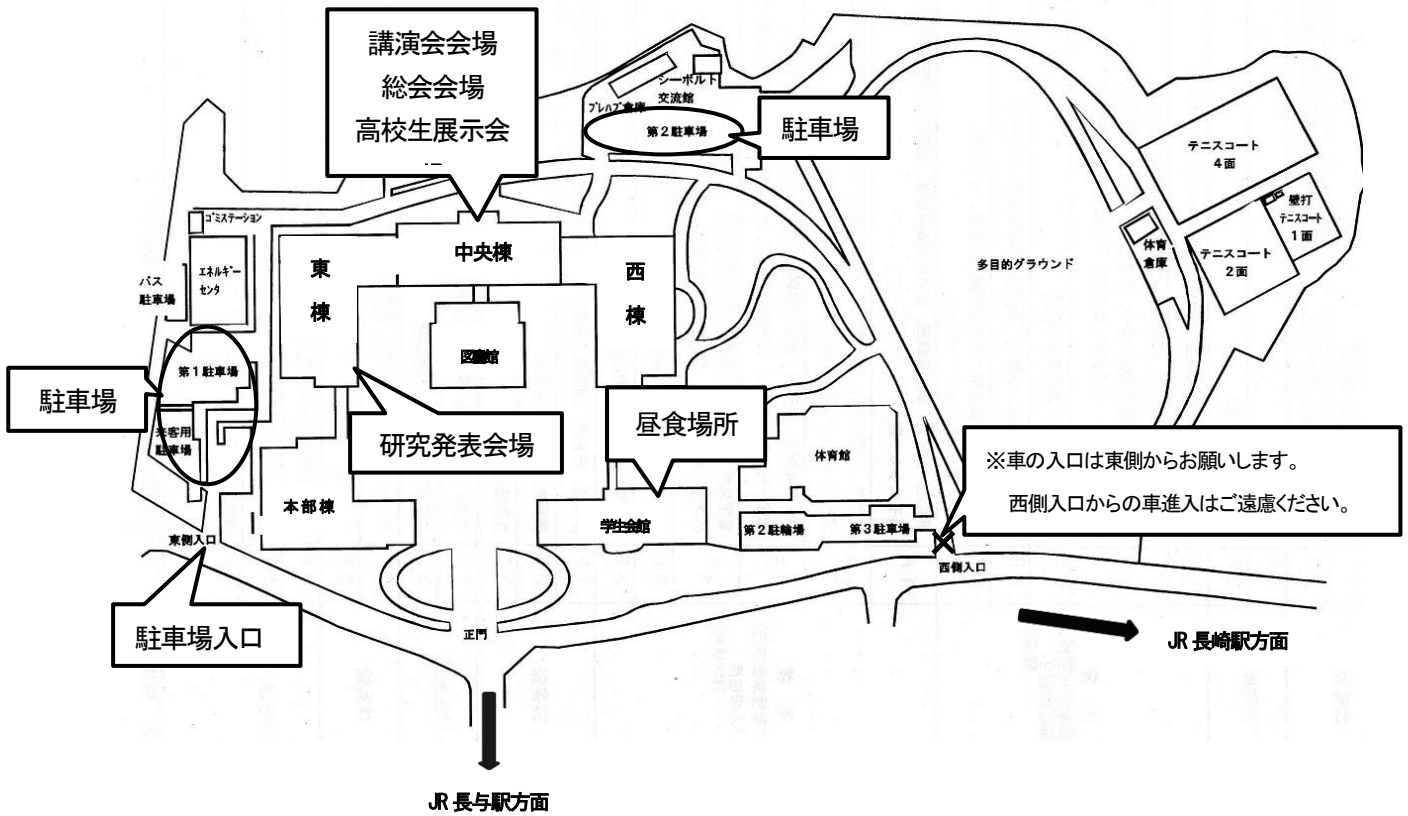 講演会会場
総会会場
高校生展示会
シーボルト
交流館
プレハブ倉庫
第2駐車場
駐車場
テニスコート
4面
壁打
テニスコート
1面
テニスコート
2面
体育
倉庫
多目的グラウンド
ゴミステーション
エネルギー
センタ
バス
駐車場
東
棟
中央棟
西
棟
図書館
第1駐車場
駐車場
来客用
駐車場
研究発表会場
昼食場所
体育館
※車の入口は東側からお願いします。
西側入口からの車進入はご遠慮ください。
本部棟
学生会館
第2駐輪場
第3駐車場
東側入口
西側入口
駐車場入口
正門
JR 長崎駅方面
JR 長与駅方面